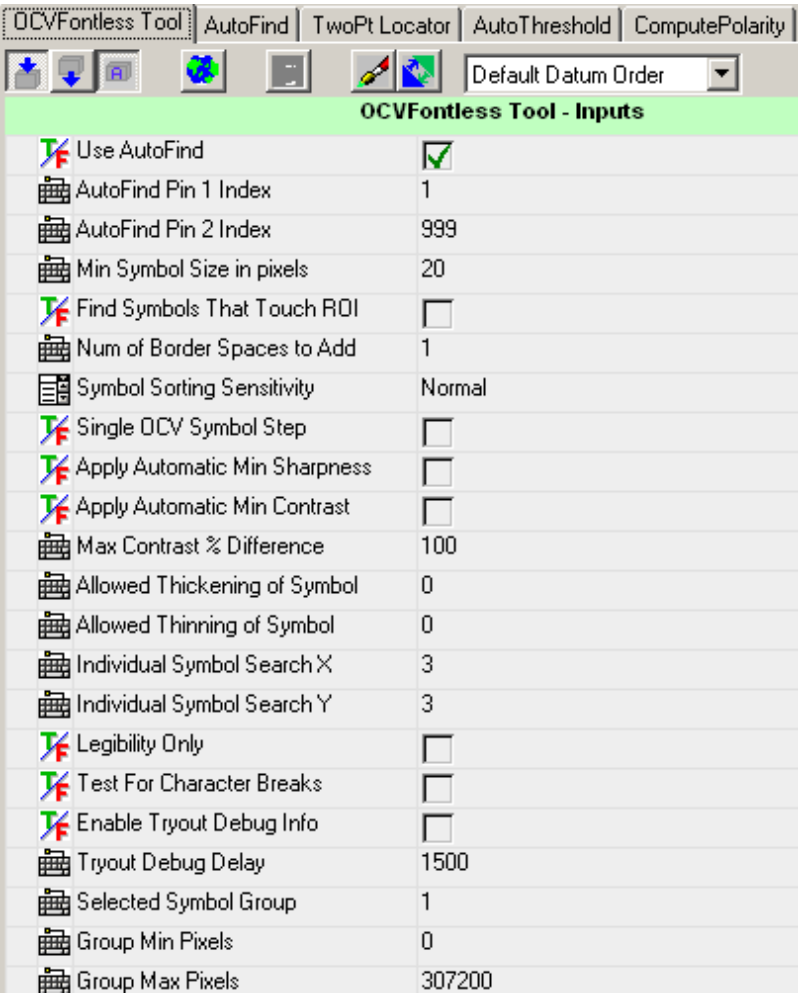 OCVFontless Tool AutoFind TwoPt Locator AutoThreshold ComputePolarity
A Default Datum Order
OCVFontless Tool - Inputs
T/F Use AutoFind
AutoFind Pin 1 Index 1
AutoFind Pin 2 Index 999
Min Symbol Size in pixels 20
T/F Find Symbols That Touch ROI
Num of Border Spaces to Add 1
Symbol Sorting Sensitivity Normal
T/F Single OCV Symbol Step
T/F Apply Automatic Min Sharpness
T/F Apply Automatic Min Contrast
Max Contrast % Difference 100
Allowed Thickening of Symbol 0
Allowed Thinning of Symbol 0
Individual Symbol Search X 3
Individual Symbol Search Y 3
T/F Legibility Only
T/F Test For Character Breaks
T/F Enable Tryout Debug Info
Tryout Debug Delay 1500
Selected Symbol Group 1
Group Min Pixels 0
Group Max Pixels 307200